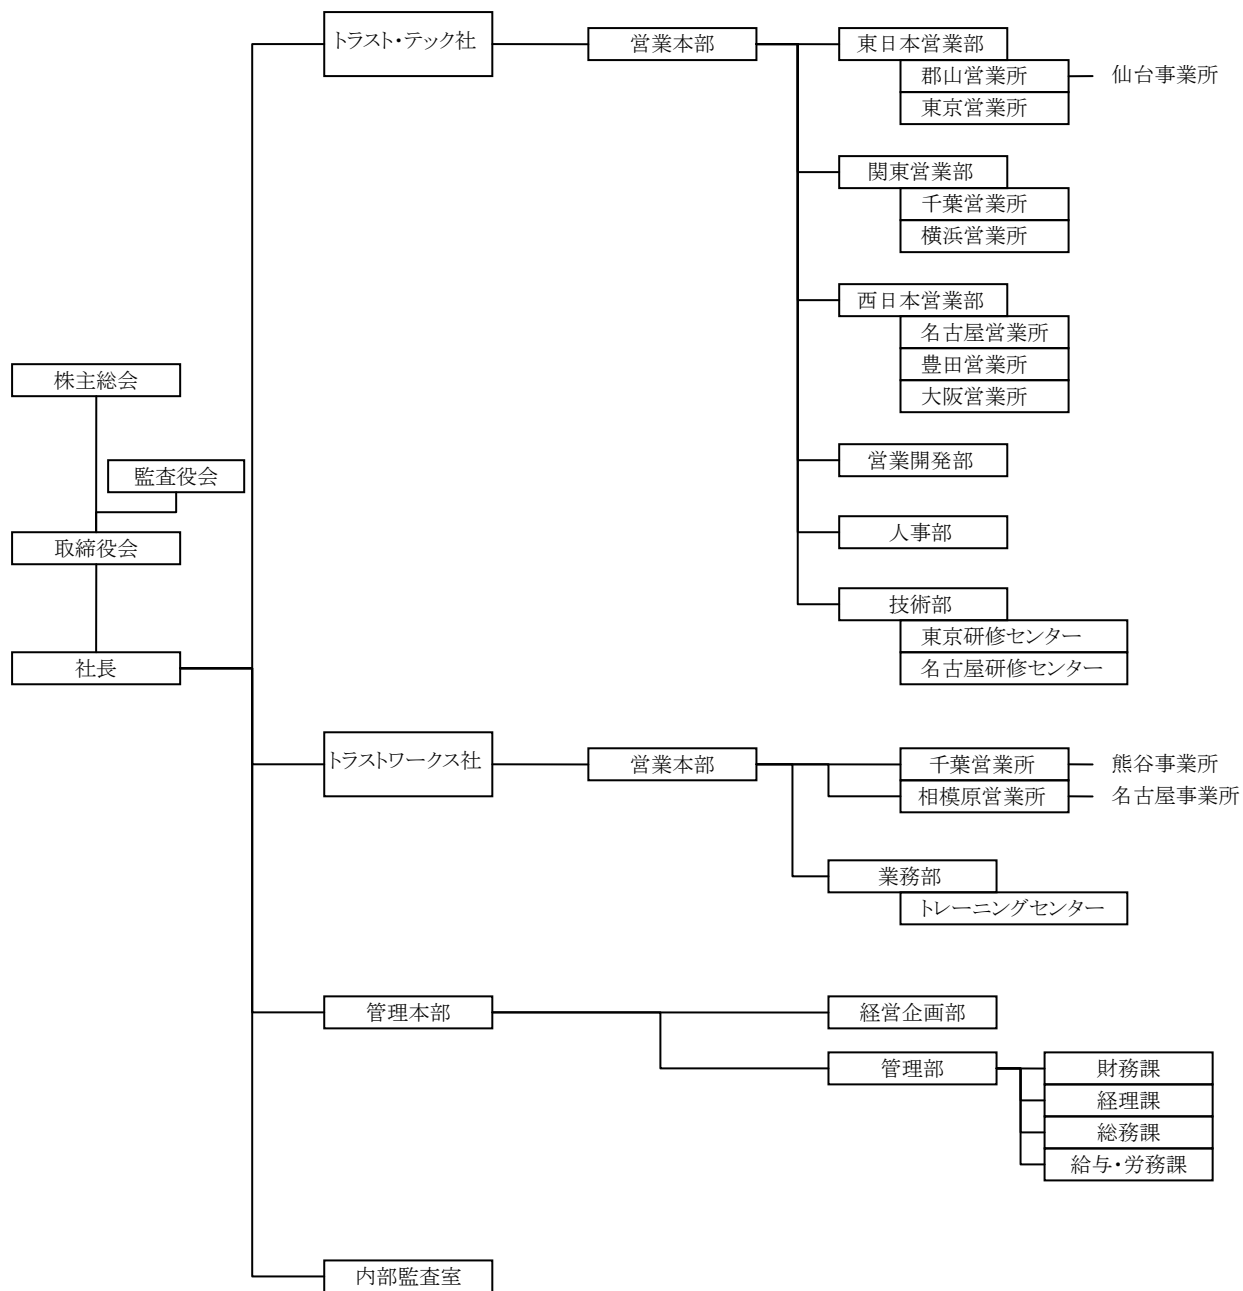 トラスト・テック社
営業本部
東日本営業部
郡山営業所
仙台事業所
東京営業所
関東営業部
千葉営業所
横浜営業所
西日本営業部
名古屋営業所
豊田営業所
大阪営業所
株主総会
監査役会
営業開発部
人事部
取締役会
技術部
東京研修センター
名古屋研修センター
社長
トラストワークス社
営業本部
千葉営業所
熊谷事業所
相模原営業所
名古屋事業所
業務部
トレーニングセンター
管理本部
経営企画部
管理部
財務課
経理課
総務課
給与・労務課
内部監査室